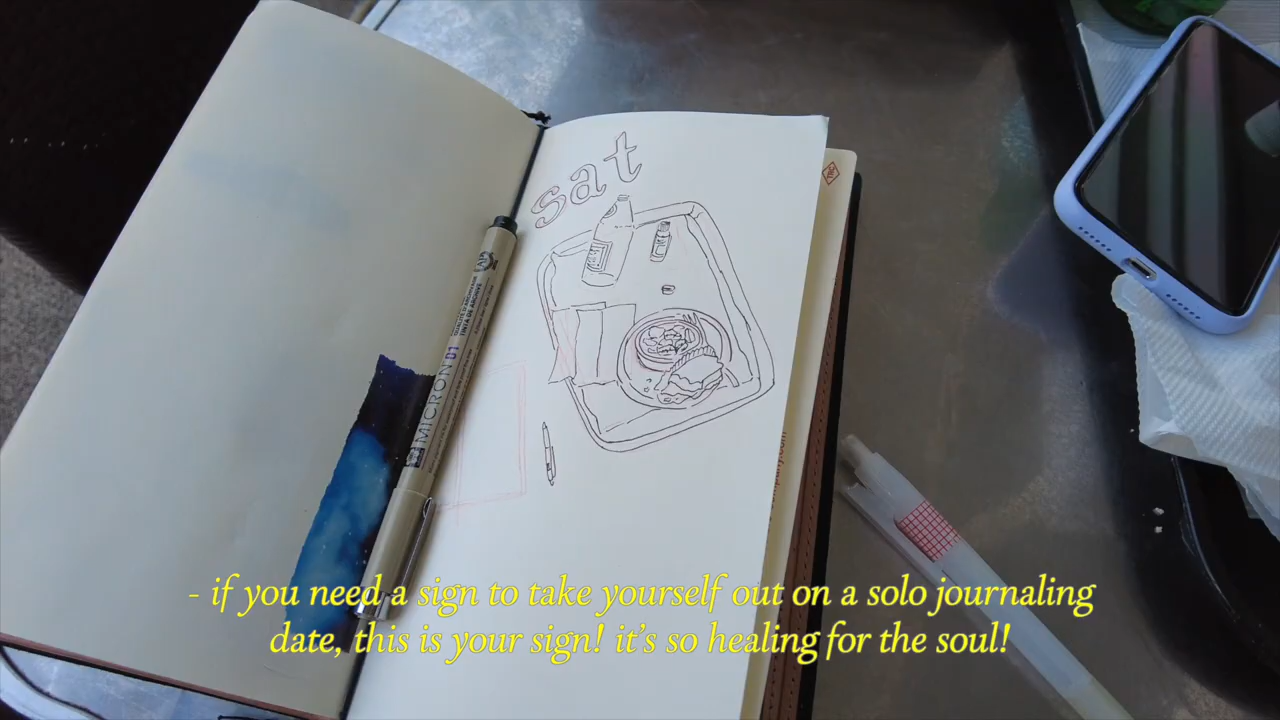 sat
MICRON 01
- if you need a sign to take yourself out on a solo journaling
date, this is your sign! it's so healing for the soul!